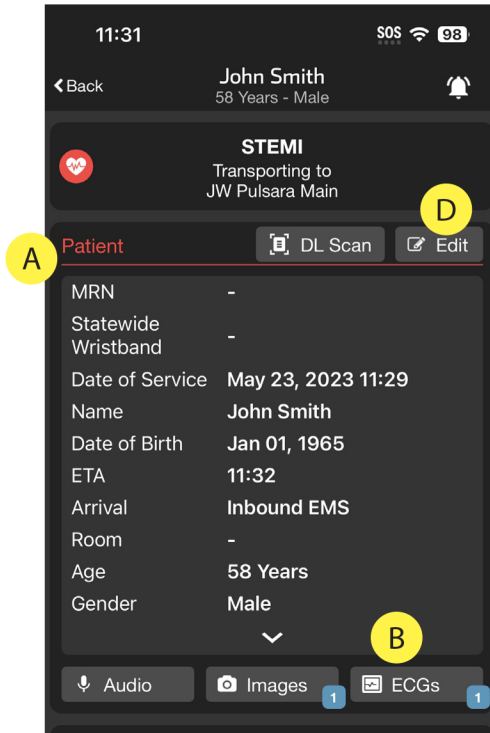 11:31 SOS 98
Back John Smith
58 Years - Male
STEMI
Transporting to
JW Pulsara Main
D
A Patient DL Scan Edit
MRN -
Statewide
Wristband -
Date of Service May 23, 2023 11:29
Name John Smith
Date of Birth Jan 01, 1965
ETA 11:32
Arrival Inbound EMS
Room -
Age 58 Years
Gender Male
B
Audio Images 1 ECGs 1